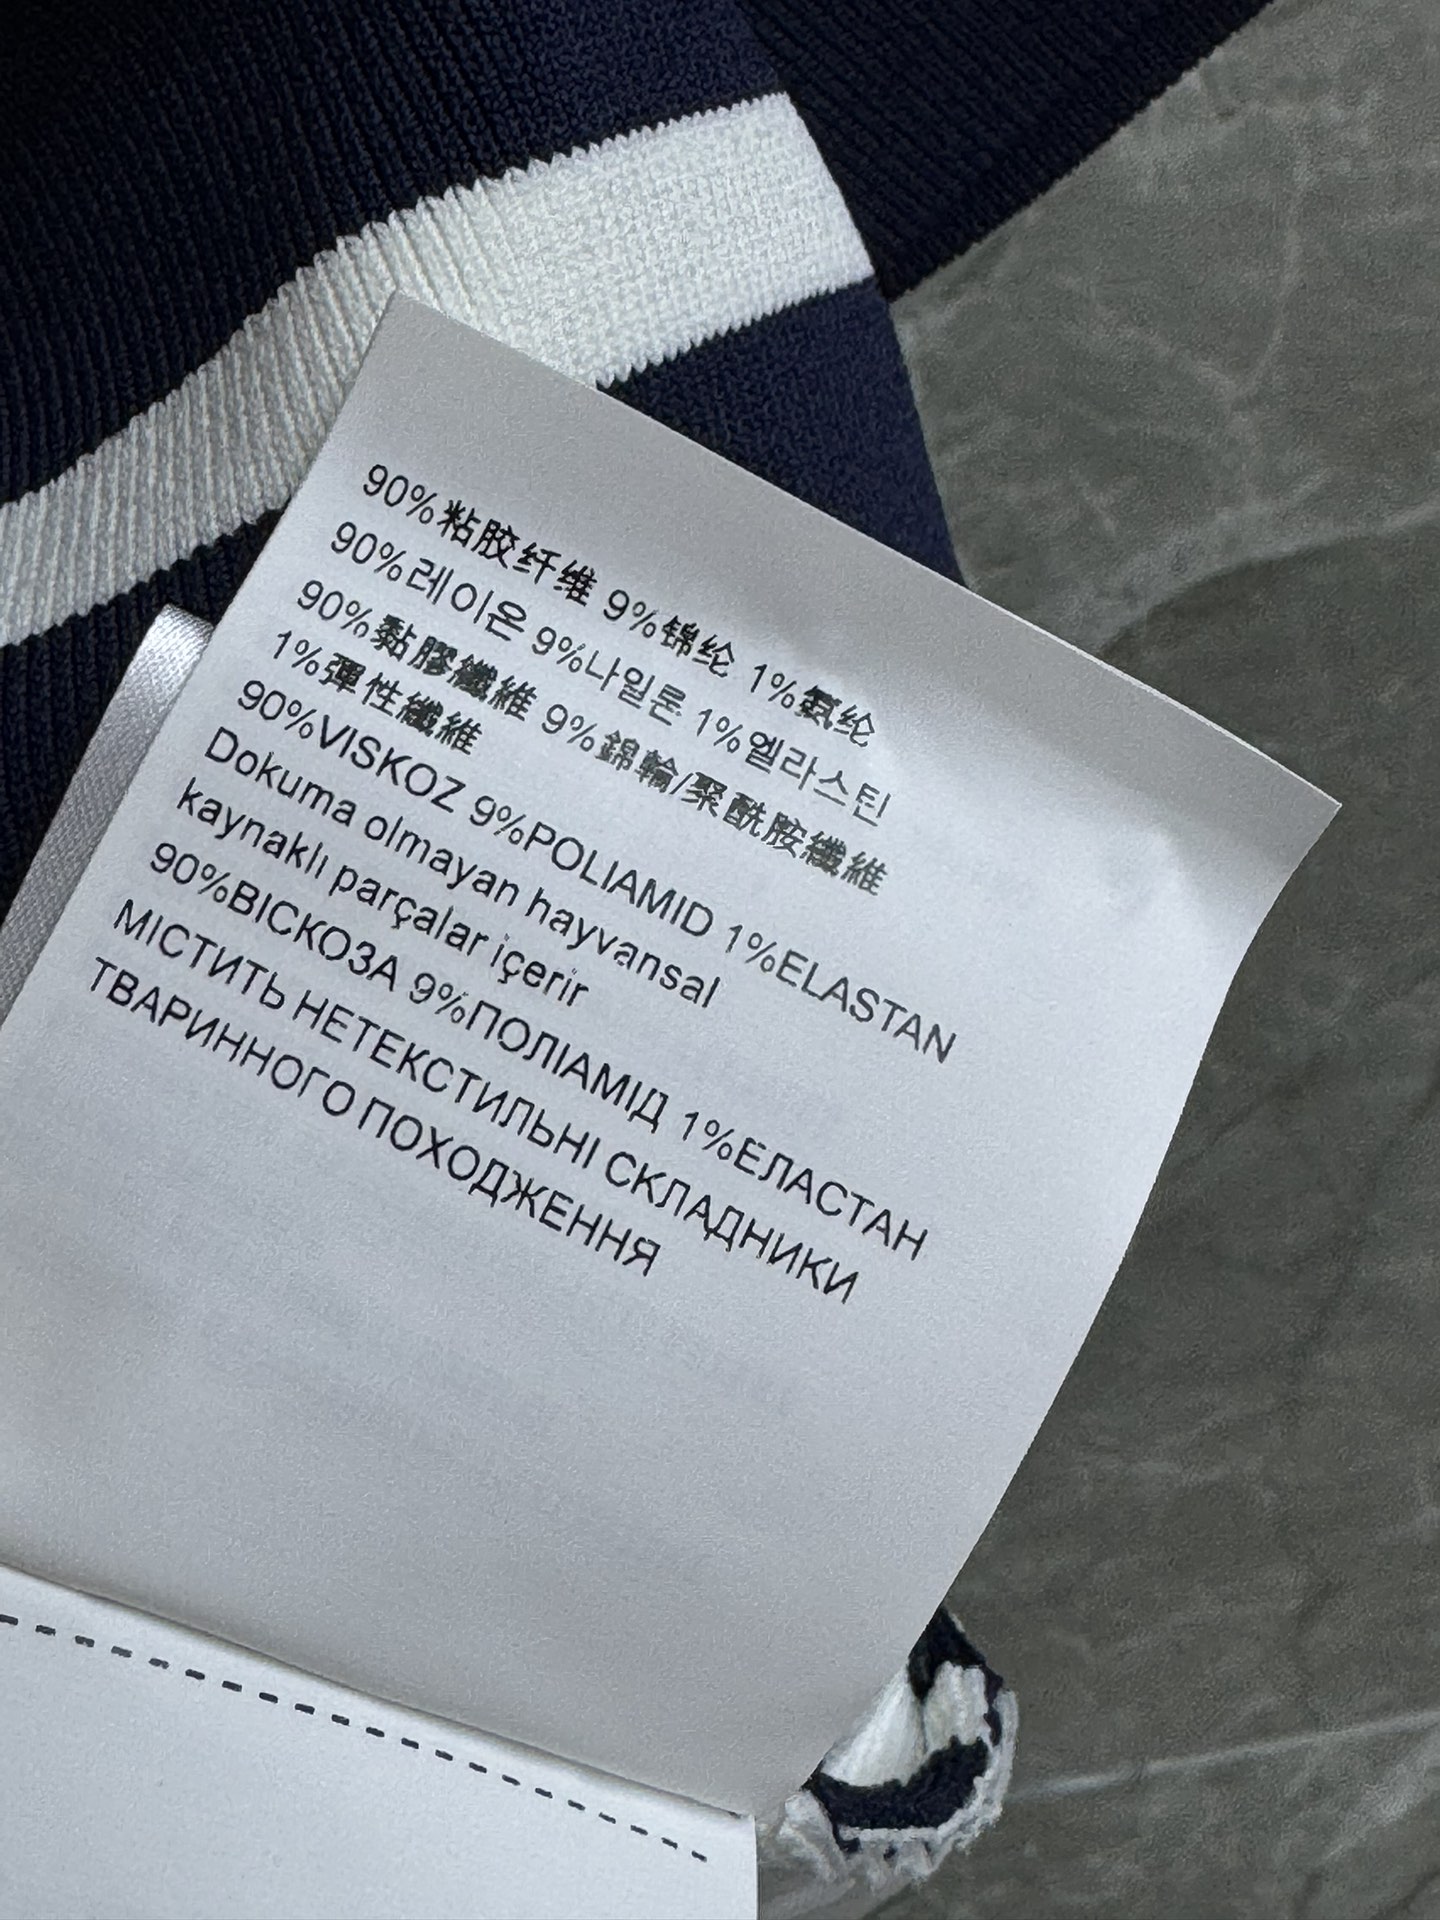 90%粘胶纤维 9%锦纶 1%氨纶
90%레이온 9%나일론 1%엘라스틴
90%黏膠纖維 9%錦輪/聚酰胺纖維
1%彈性纖維
90%VISKOZ 9%POLIAMID 1%ELASTAN
Dokuma olmayan hayvansal
kaynaklı parçalar içerir
90%ВІСКОЗА 9%ПОЛІАМІД 1%ЕЛАСТАН
МІСТИТЬ НЕТЕКСТИЛЬНІ СКЛАДНИКИ
ТВАРИННОГО ПОХОДЖЕННЯ